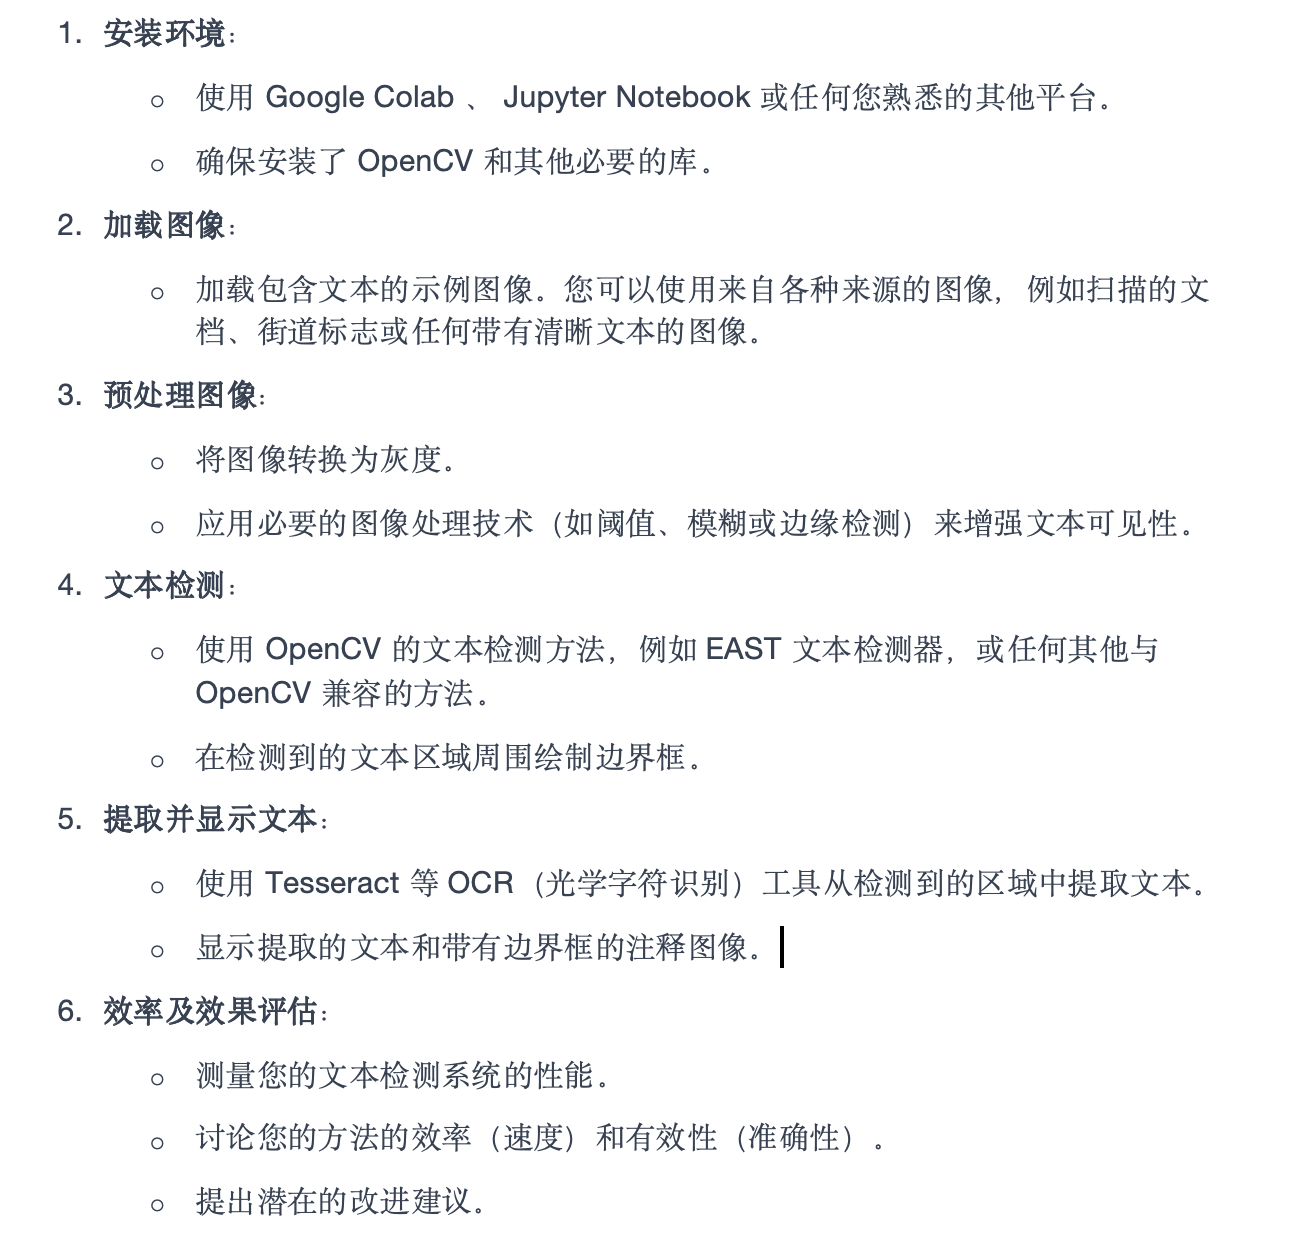 1. 安装环境：
○ 使用 Google Colab 、 Jupyter Notebook 或任何您熟悉的其他平台。
○ 确保安装了 OpenCV 和其他必要的库。
2. 加载图像：
○ 加载包含文本的示例图像。您可以使用来自各种来源的图像，例如扫描的文
档、街道标志或任何带有清晰文本的图像。
3. 预处理图像：
○ 将图像转换为灰度。
○ 应用必要的图像处理技术（如阈值、模糊或边缘检测）来增强文本可见性。
4. 文本检测：
○ 使用 OpenCV 的文本检测方法，例如 EAST 文本检测器，或任何其他与
OpenCV 兼容的方法。
○ 在检测到的文本区域周围绘制边界框。
5. 提取并显示文本：
○ 使用 Tesseract 等 OCR（光学字符识别）工具从检测到的区域中提取文本。
○ 显示提取的文本和带有边界框的注释图像。
6. 效率及效果评估：
○ 测量您的文本检测系统的性能。
○ 讨论您的方法的效率（速度）和有效性（准确性）。
○ 提出潜在的改进建议。